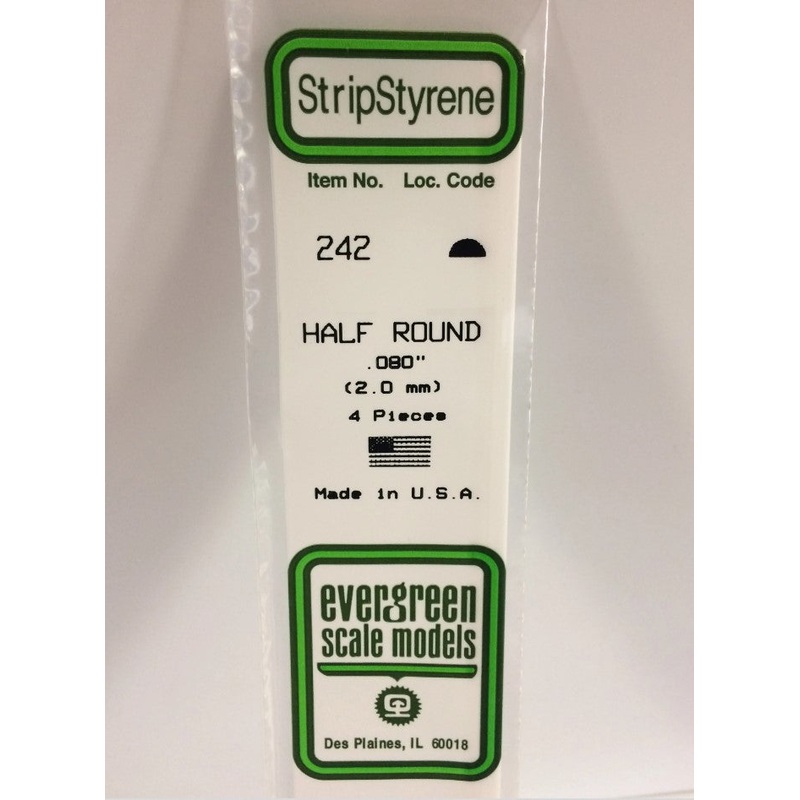 StripStyrene
Item No. Loc. Code
242
HALF ROUND
.080"
(2.0 mm)
4 Pieces
Made in U.S.A.
evergreen
scale models
Des Plaines, IL 60018